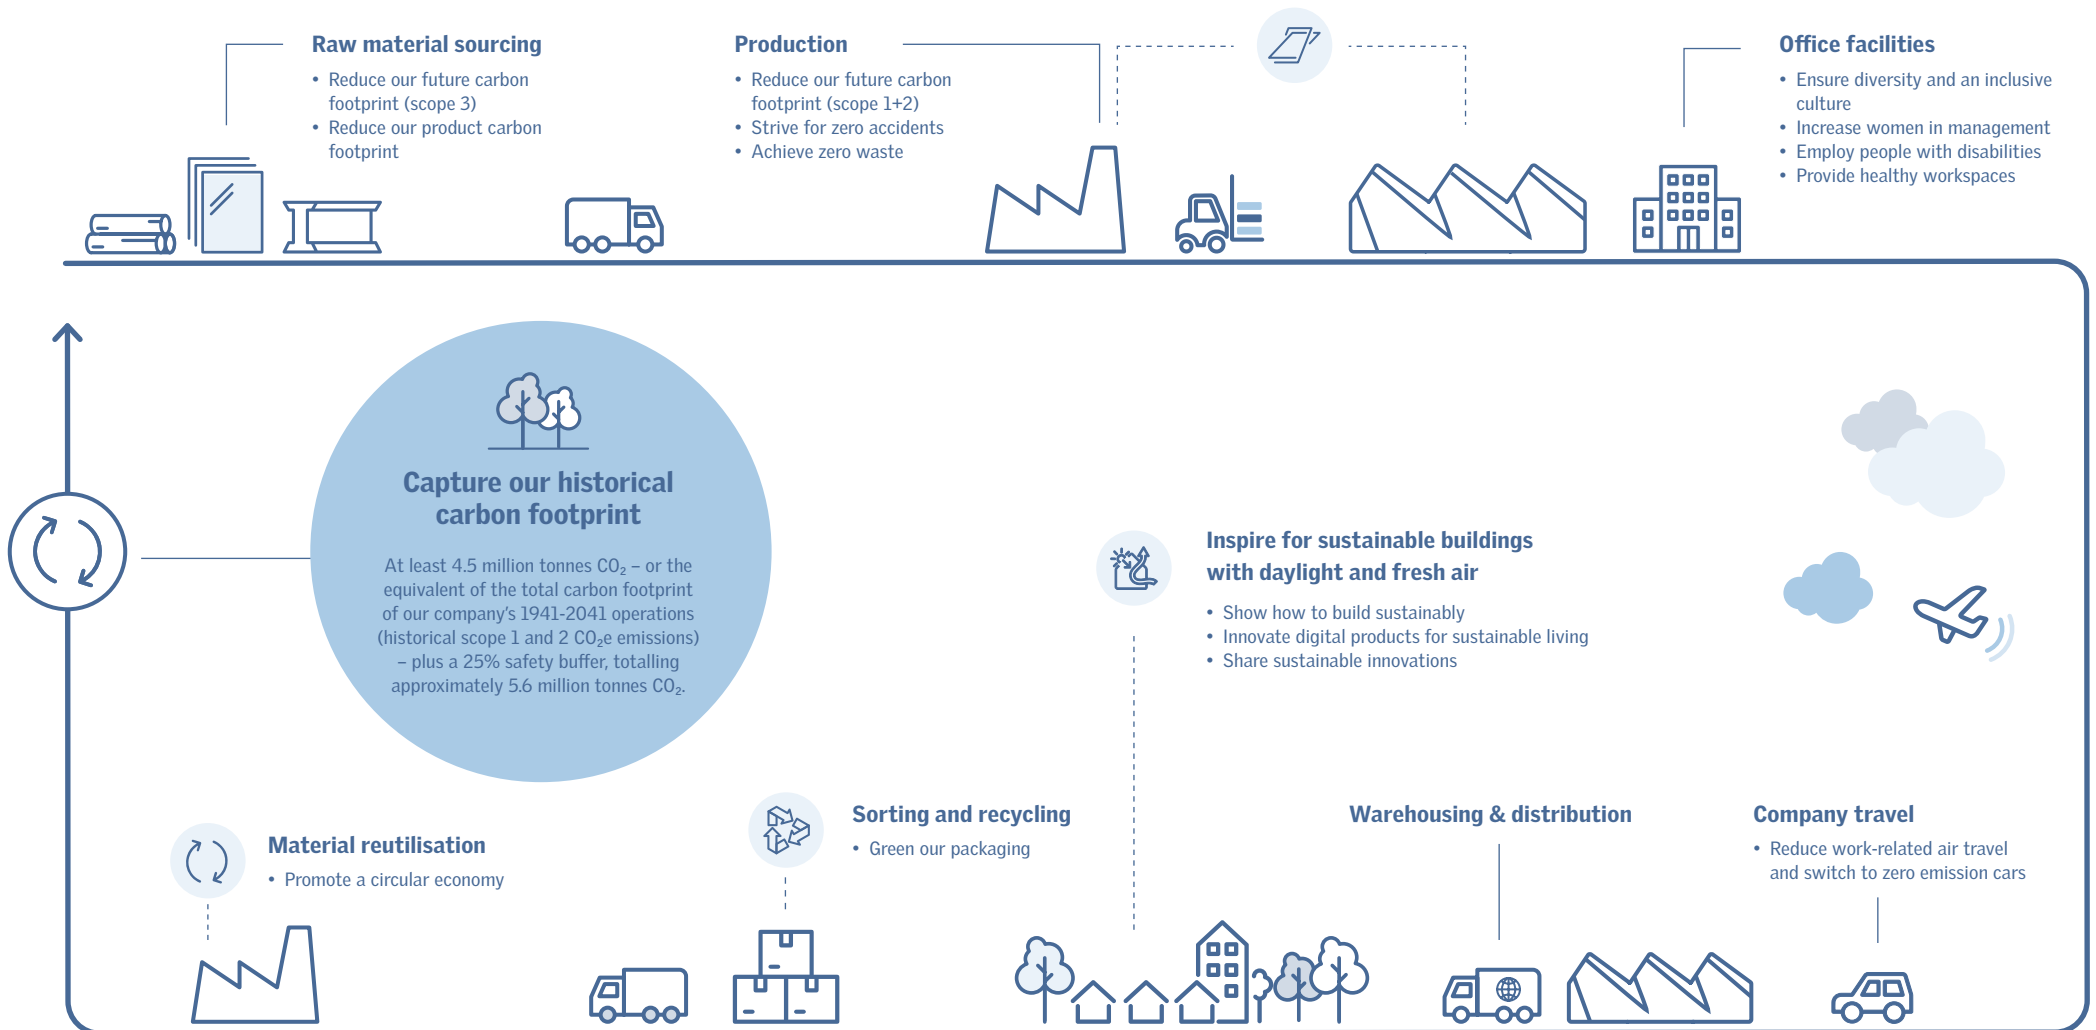 Raw material sourcing
• Reduce our future carbon
footprint (scope 3)
• Reduce our product carbon
footprint
Production
• Reduce our future carbon
footprint (scope 1+2)
• Strive for zero accidents
• Achieve zero waste
Office facilities
• Ensure diversity and an inclusive
culture
• Increase women in management
• Employ people with disabilities
• Provide healthy workspaces
Capture our historical
carbon footprint
At least 4.5 million tonnes CO₂ – or the
equivalent of the total carbon footprint
of our company's 1941-2041 operations
(historical scope 1 and 2 CO₂e emissions)
– plus a 25% safety buffer, totalling
approximately 5.6 million tonnes CO₂.
Inspire for sustainable buildings
with daylight and fresh air
• Show how to build sustainably
• Innovate digital products for sustainable living
• Share sustainable innovations
Material reutilisation
• Promote a circular economy
Sorting and recycling
• Green our packaging
Warehousing & distribution
Company travel
• Reduce work-related air travel
and switch to zero emission cars